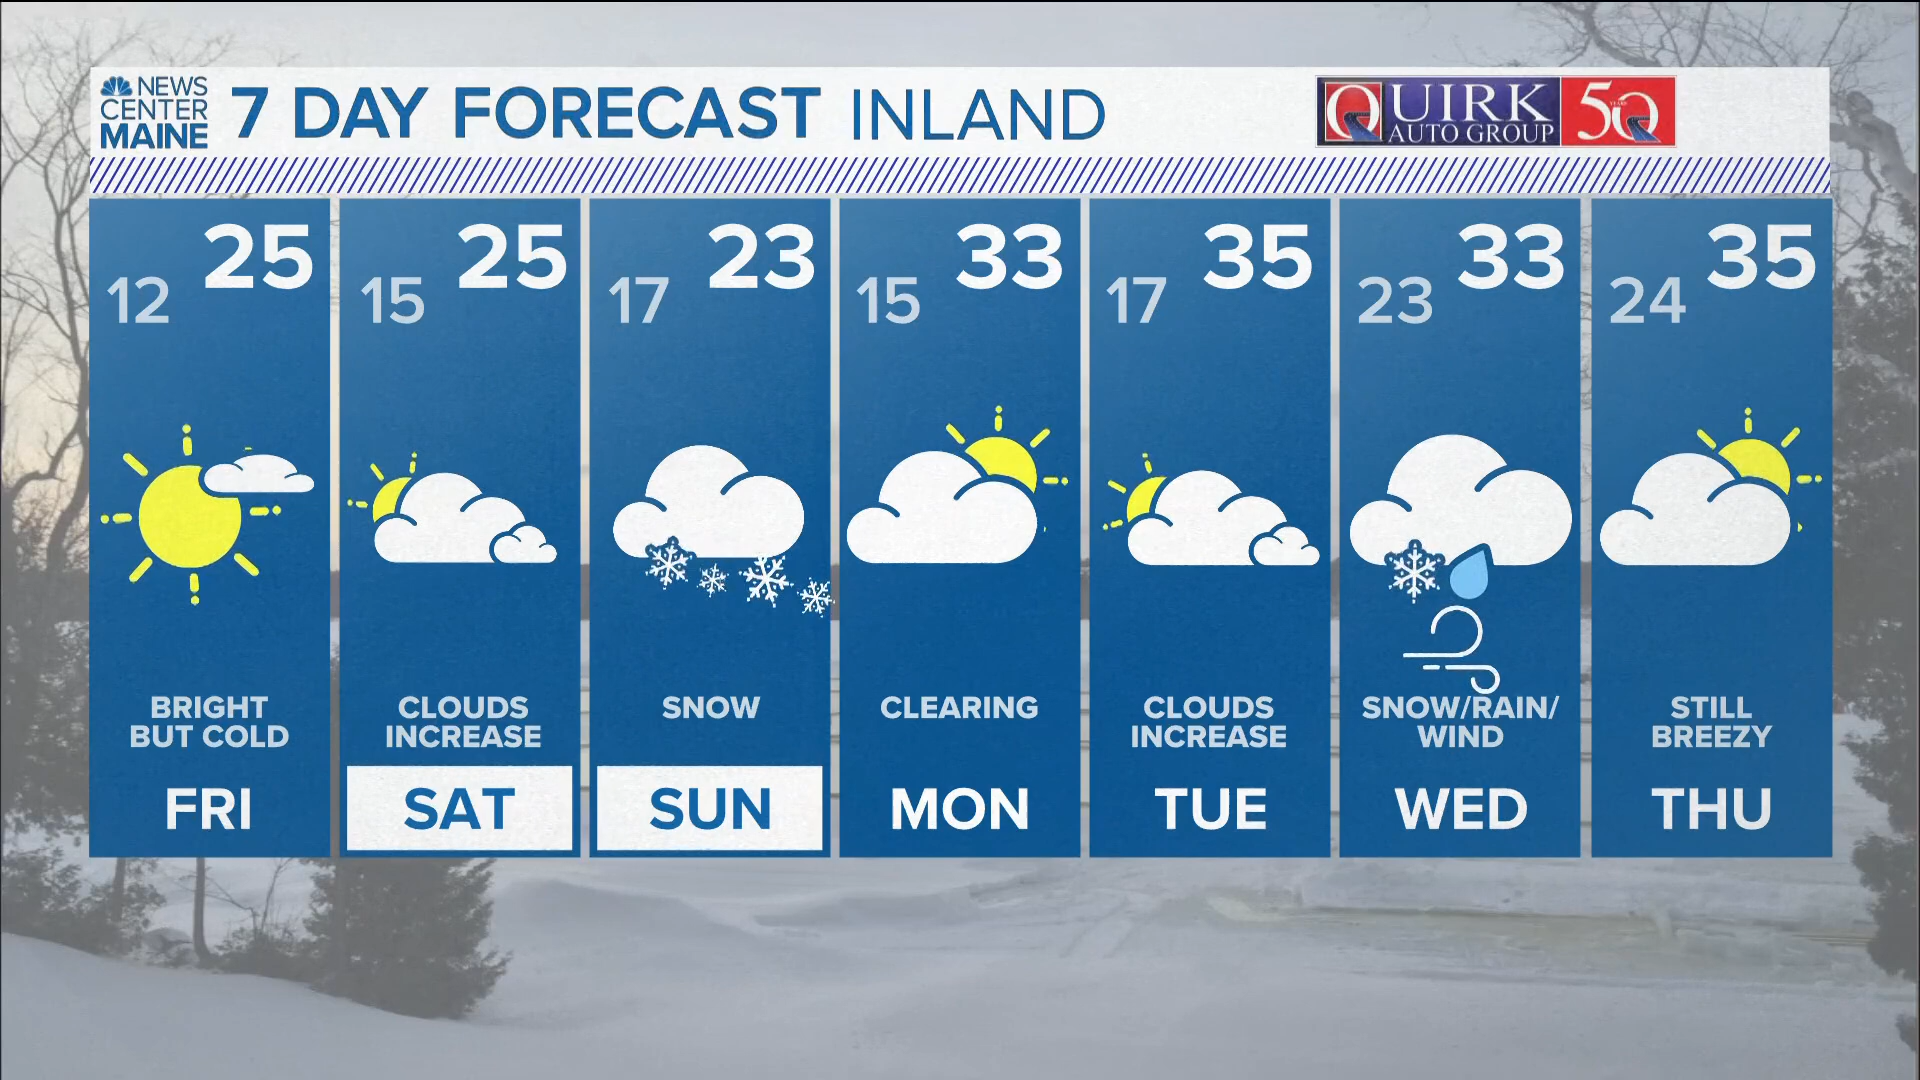 NEWS
CENTER
MAINE
7 DAY FORECAST INLAND
QUIRK
AUTO GROUP
50
YEARS
12 25
15 25
17 23
15 33
17 35
23 33
24 35
BRIGHT
BUT COLD
CLOUDS
INCREASE
SNOW
CLEARING
CLOUDS
INCREASE
SNOW/RAIN/
WIND
STILL
BREEZY
FRI
SAT
SUN
MON
TUE
WED
THU